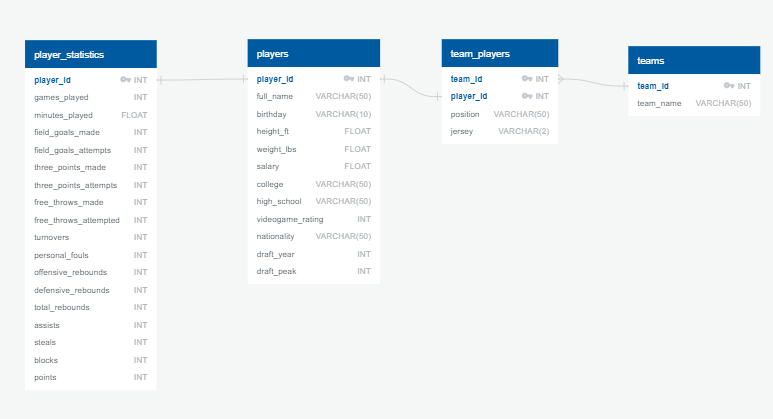 player_statistics
player_id INT
games_played INT
minutes_played FLOAT
field_goals_made INT
field_goals_attempts INT
three_points_made INT
three_points_attempts INT
free_throws_made INT
free_throws_attempted INT
turnovers INT
personal_fouls INT
offensive_rebounds INT
defensive_rebounds INT
total_rebounds INT
assists INT
steals INT
blocks INT
points INT
players
player_id INT
full_name VARCHAR(50)
birthday VARCHAR(10)
height_ft FLOAT
weight_lbs FLOAT
salary FLOAT
college VARCHAR(50)
high_school VARCHAR(50)
videogame_rating INT
nationality VARCHAR(50)
draft_year INT
draft_peak INT
team_players
team_id INT
player_id INT
position VARCHAR(50)
jersey VARCHAR(2)
teams
team_id INT
team_name VARCHAR(50)